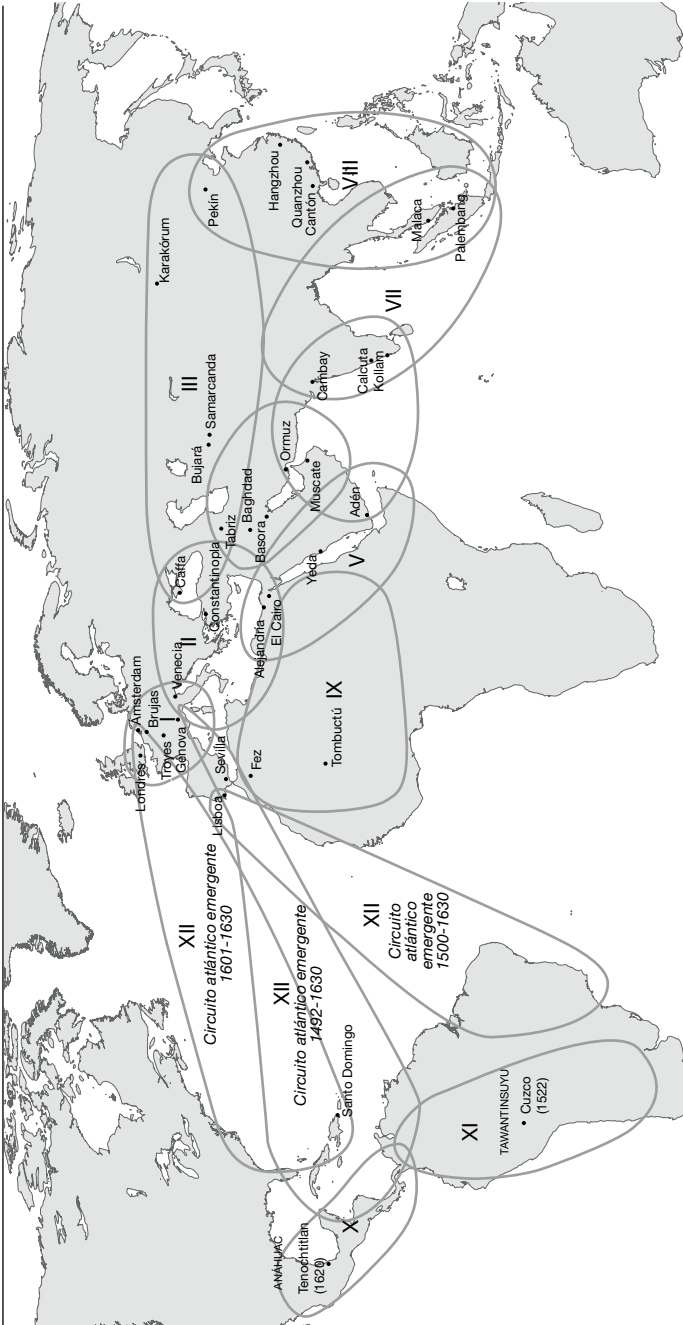 Karakórum
Pekín
Hangzhou
Quanzhou
Cantón
VIII
Malaca
Palembang
VII
III
Samarcanda
Bujará
Cambay
Calcuta
Kollam
Ormuz
Muscate
Baghdad
Tabriz
Basora
Adén
Yeda
V
Caffa
Constantinopla
II
Alejandría
El Cairo
Venecia
Amsterdam
Brujas
I
Londres
Troyes
Génova
Sevilla
Lisboa
Fez
IX
Tombuctú
XII
Circuito atlántico emergente
1601-1630
XII
Circuito atlántico emergente
1492-1630
XII
Circuito
atlántico
emergente
1500-1630
Santo Domingo
ANÁHUAC
Tenochtitlan
(1620)
X
XI
TAWANTINSUYU
Cuzco
(1522)